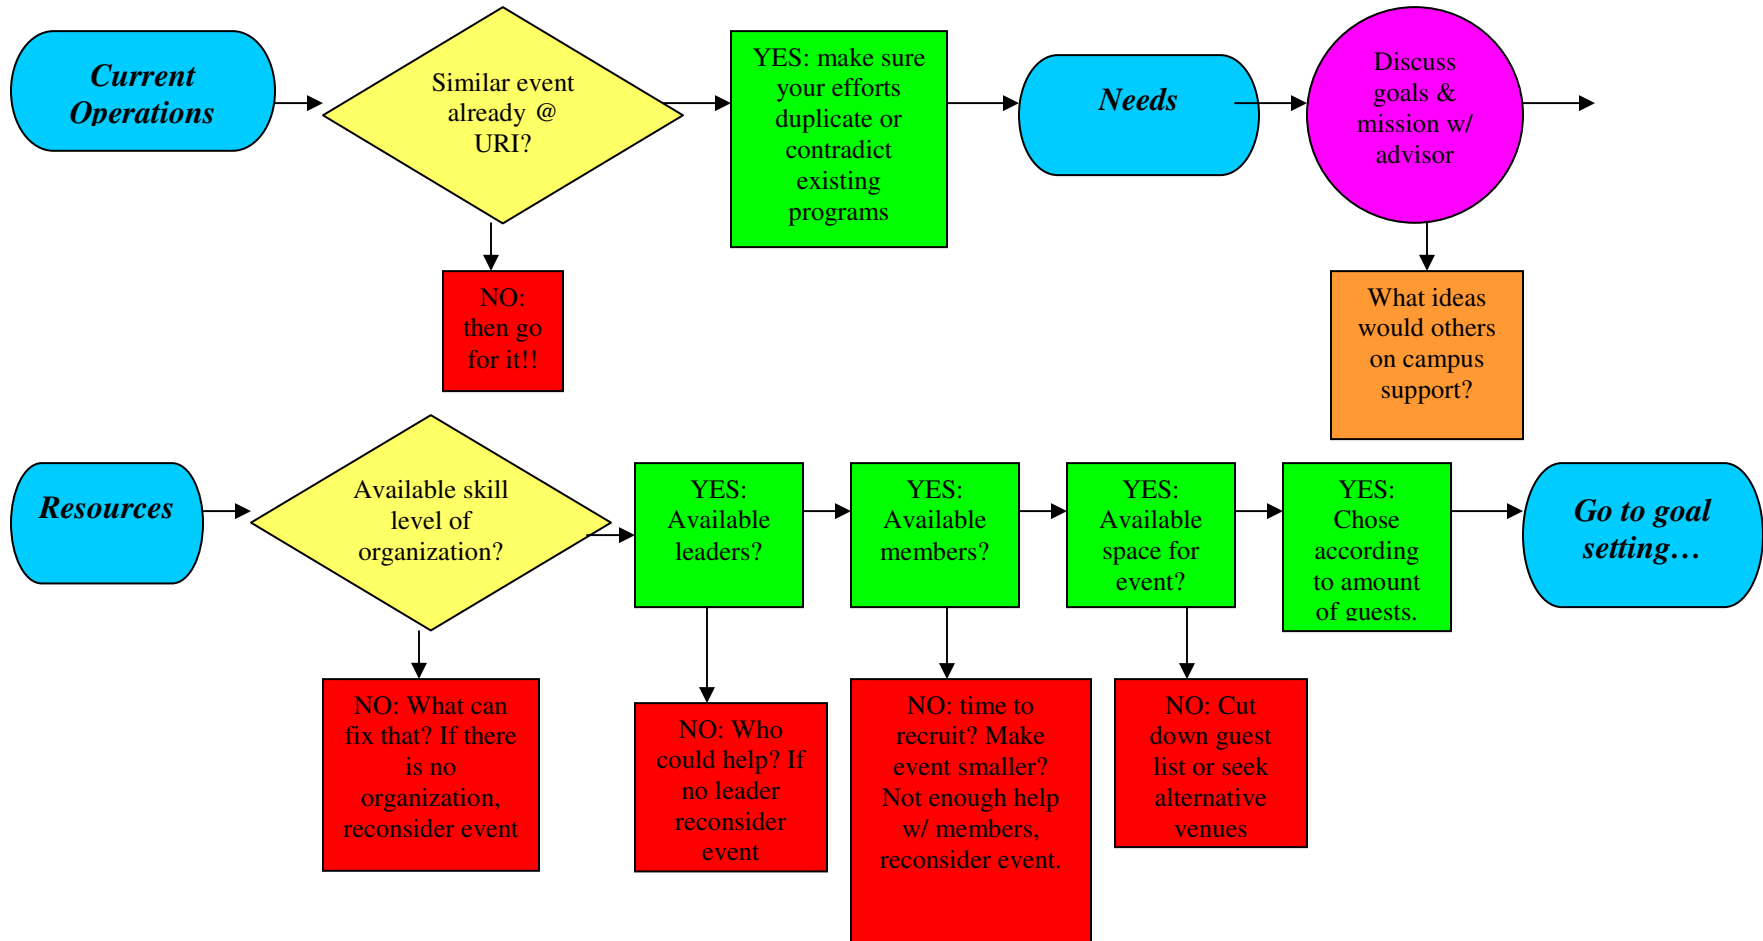 Current
Operations
Similar event
already @
URI?
YES: make sure
your efforts
duplicate or
contradict
existing
programs
Needs
Discuss
goals &
mission w/
advisor
NO:
then go
for it!!
What ideas
would others
on campus
support?
Resources
Available skill
level of
organization?
YES:
Available
leaders?
YES:
Available
members?
YES:
Available
space for
event?
YES:
Chose
according
to amount
of guests.
Go to goal
setting…
NO: What can
fix that? If there
is no
organization,
reconsider event
NO: Who
could help? If
no leader
reconsider
event
NO: time to
recruit? Make
event smaller?
Not enough help
w/ members,
reconsider event.
NO: Cut
down guest
list or seek
alternative
venues